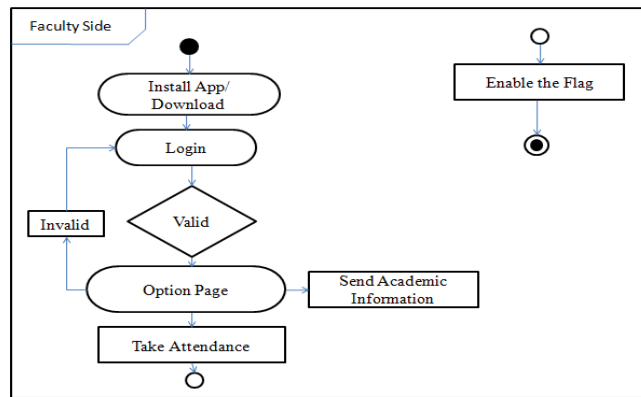 Faculty Side
Install App/
Download
Login
Valid
Invalid
Option Page
Send Academic
Information
Take Attendance
Enable the Flag